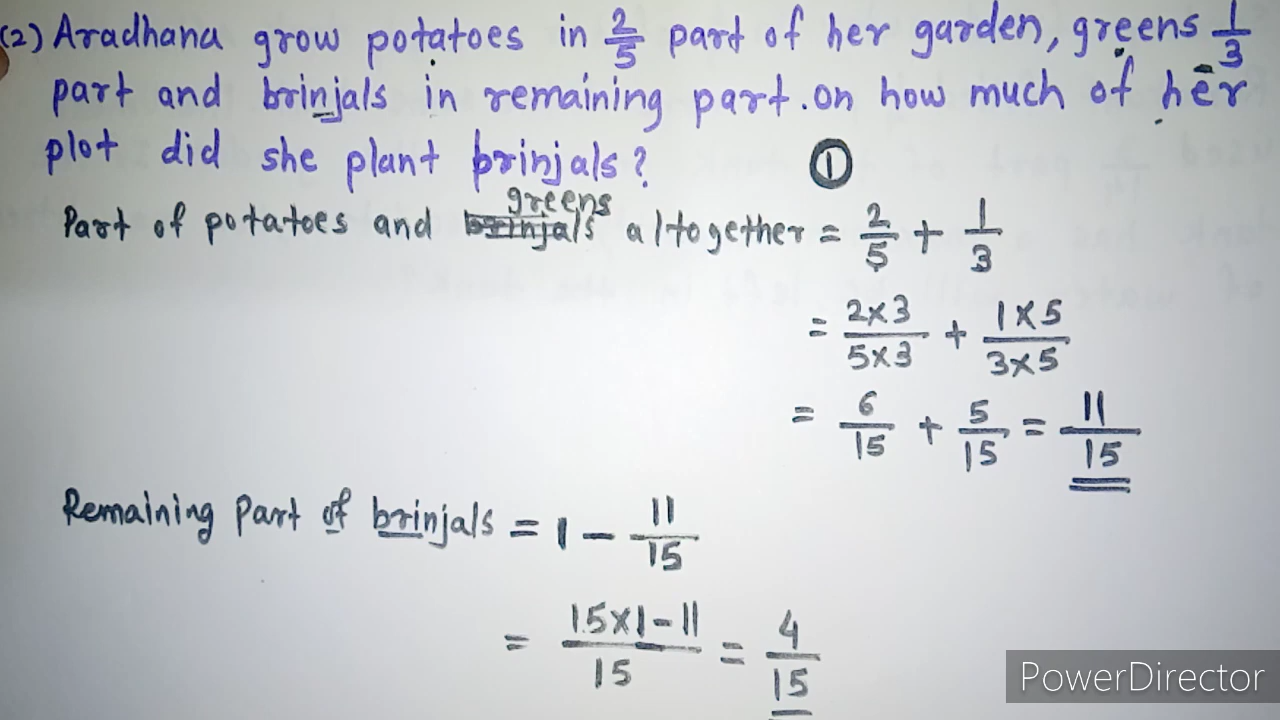 (2) Aradhana grow potatoes in 2/5 part of her garden, greens 1/3
part and brinjals in remaining part. on how much of her
plot did she plant brinjals? ①
greens
Part of potatoes and brinjals altogether = 2/5 + 1/3
= 2×3/5×3 + 1×5/3×5
= 6/15 + 5/15 = 11/15
Remaining Part of brinjals = 1 - 11/15
= 15×1-11/15 = 4/15
PowerDirector